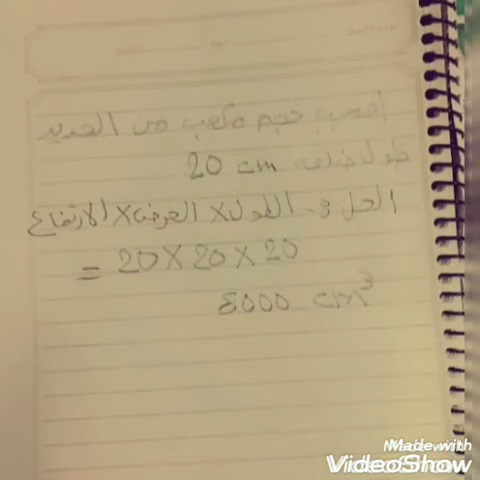 احسب حجم مكعب من الحديد
طول ضلعه 20 cm
الحل :- الطول X العرض X الارتفاع
= 20 X 20 X 20
8000 cm³
Made with
VideoShow